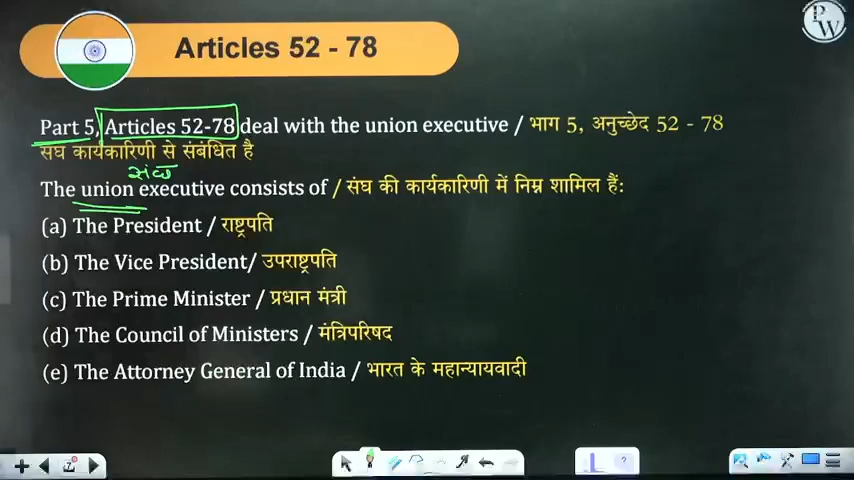 PW
Articles 52 - 78
Part 5, Articles 52-78 deal with the union executive / भाग 5, अनुच्छेद 52 - 78
संघ कार्यकारिणी से संबंधित है
संघ
The union executive consists of / संघ की कार्यकारिणी में निम्न शामिल हैं:
(a) The President / राष्ट्रपति
(b) The Vice President/ उपराष्ट्रपति
(c) The Prime Minister / प्रधान मंत्री
(d) The Council of Ministers / मंत्रिपरिषद
(e) The Attorney General of India / भारत के महान्यायवादी